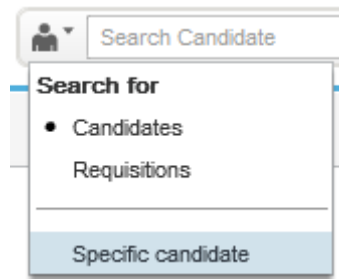 Search Candidate
Search for
Candidates
Requisitions
Specific candidate